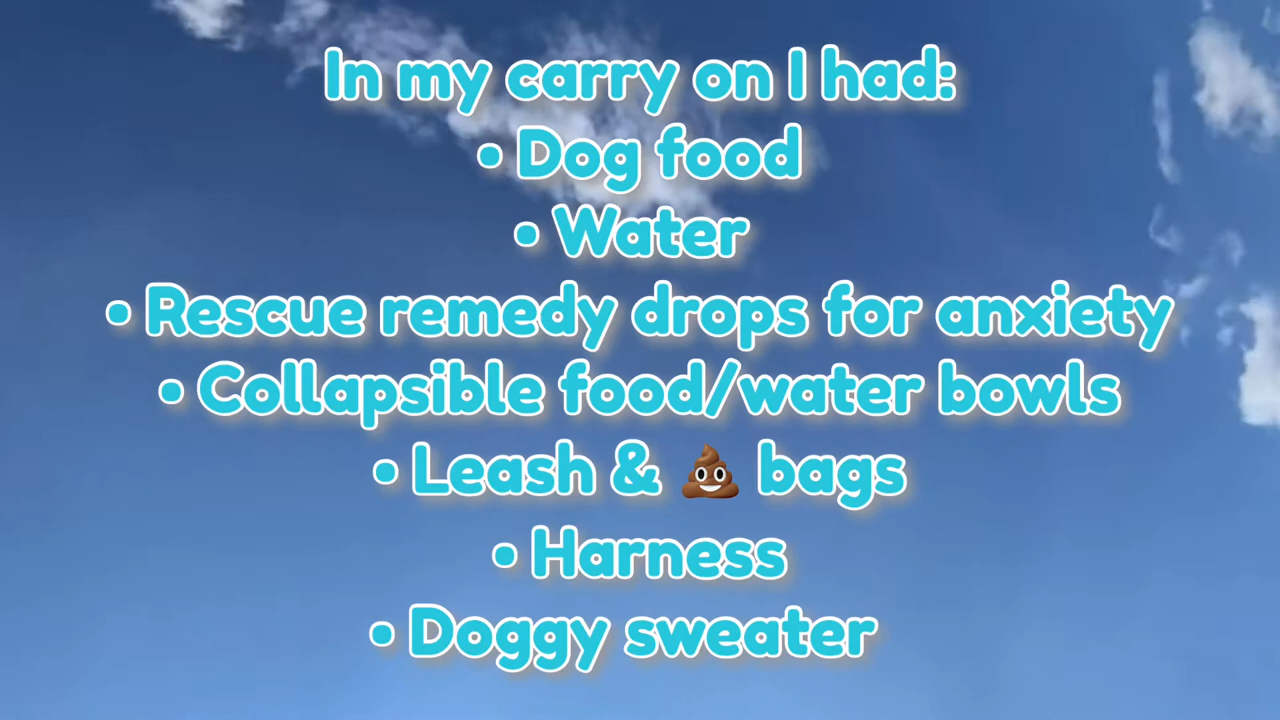 In my carry on I had:
• Dog food
• Water
• Rescue remedy drops for anxiety
• Collapsible food/water bowls
• Leash & 💩 bags
• Harness
• Doggy sweater